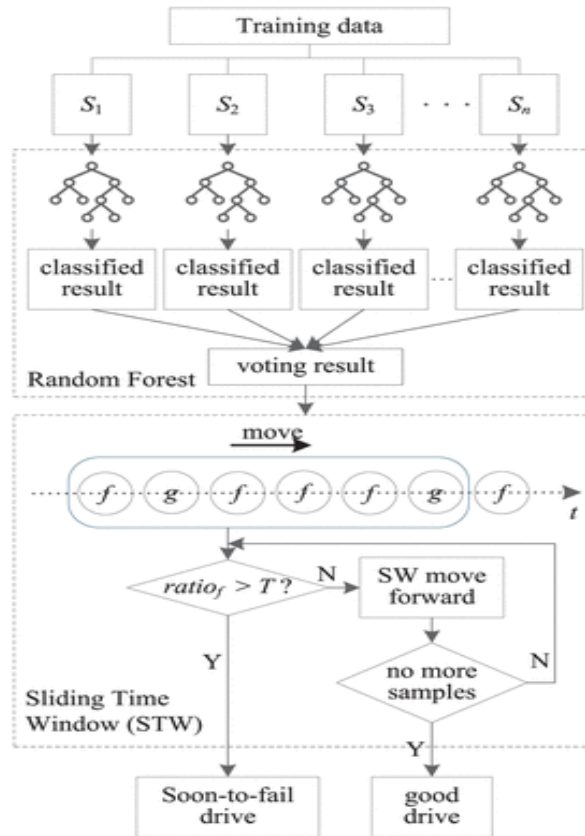 Training data
S1 S2 S3 . . . Sn
classified result
classified result
classified result
classified result
voting result
Random Forest
move
f g f f f g f
t
ratiof > T ?
N
SW move forward
Y
no more samples
N
Sliding Time
Window (STW)
Y
Soon-to-fail drive
good drive